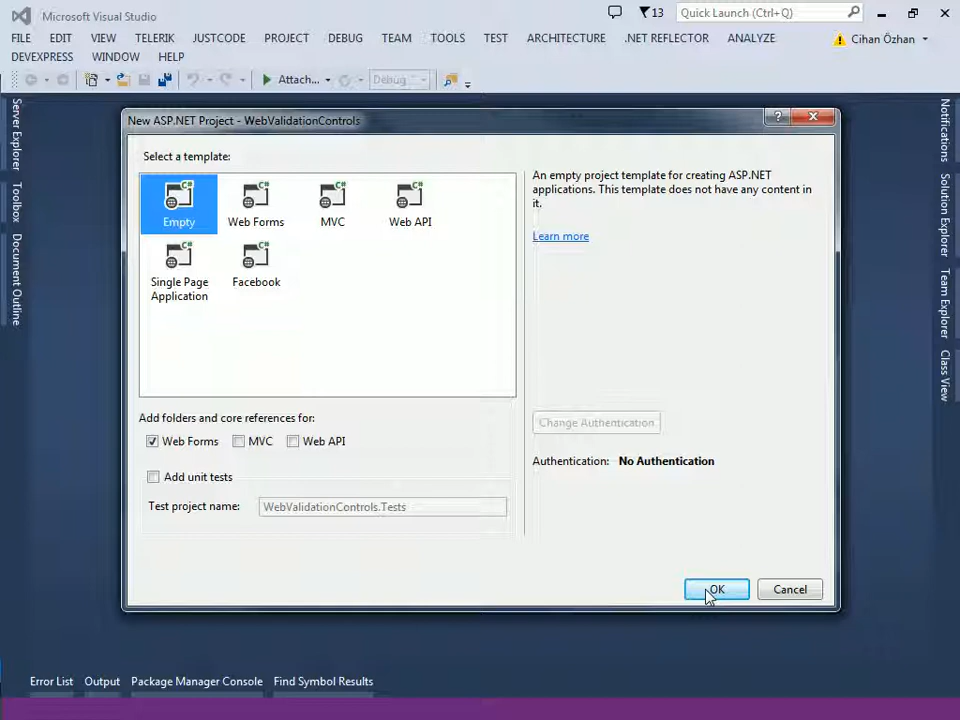 Microsoft Visual Studio
13
Quick Launch (Ctrl+Q)
FILE EDIT VIEW TELERIK JUSTCODE PROJECT DEBUG TEAM TOOLS TEST ARCHITECTURE .NET REFLECTOR ANALYZE
Cihan Özhan
DEVEXPRESS WINDOW HELP
Attach... Debug
Server Explorer
Toolbox
Document Outline
New ASP.NET Project - WebValidationControls
?
Select a template:
C# C# C# C#
Empty Web Forms MVC Web API
C# C#
Single Page Facebook
Application
An empty project template for creating ASP.NET
applications. This template does not have any content in
it.
Learn more
Add folders and core references for:
Web Forms MVC Web API
Add unit tests
Test project name: WebValidationControls.Tests
Change Authentication
Authentication: No Authentication
OK Cancel
Notifications
Solution Explorer
Team Explorer
Class View
Error List Output Package Manager Console Find Symbol Results